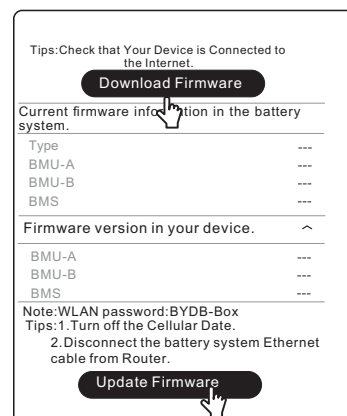 Tips:Check that Your Device is Connected to
the Internet.
Download Firmware
Current firmware information in the battery
system.
Type ---
BMU-A ---
BMU-B ---
BMS ---
Firmware version in your device.
BMU-A ---
BMU-B ---
BMS ---
Note:WLAN password:BYDB-Box
Tips:1.Turn off the Cellular Date.
2.Disconnect the battery system Ethernet
cable from Router.
Update Firmware